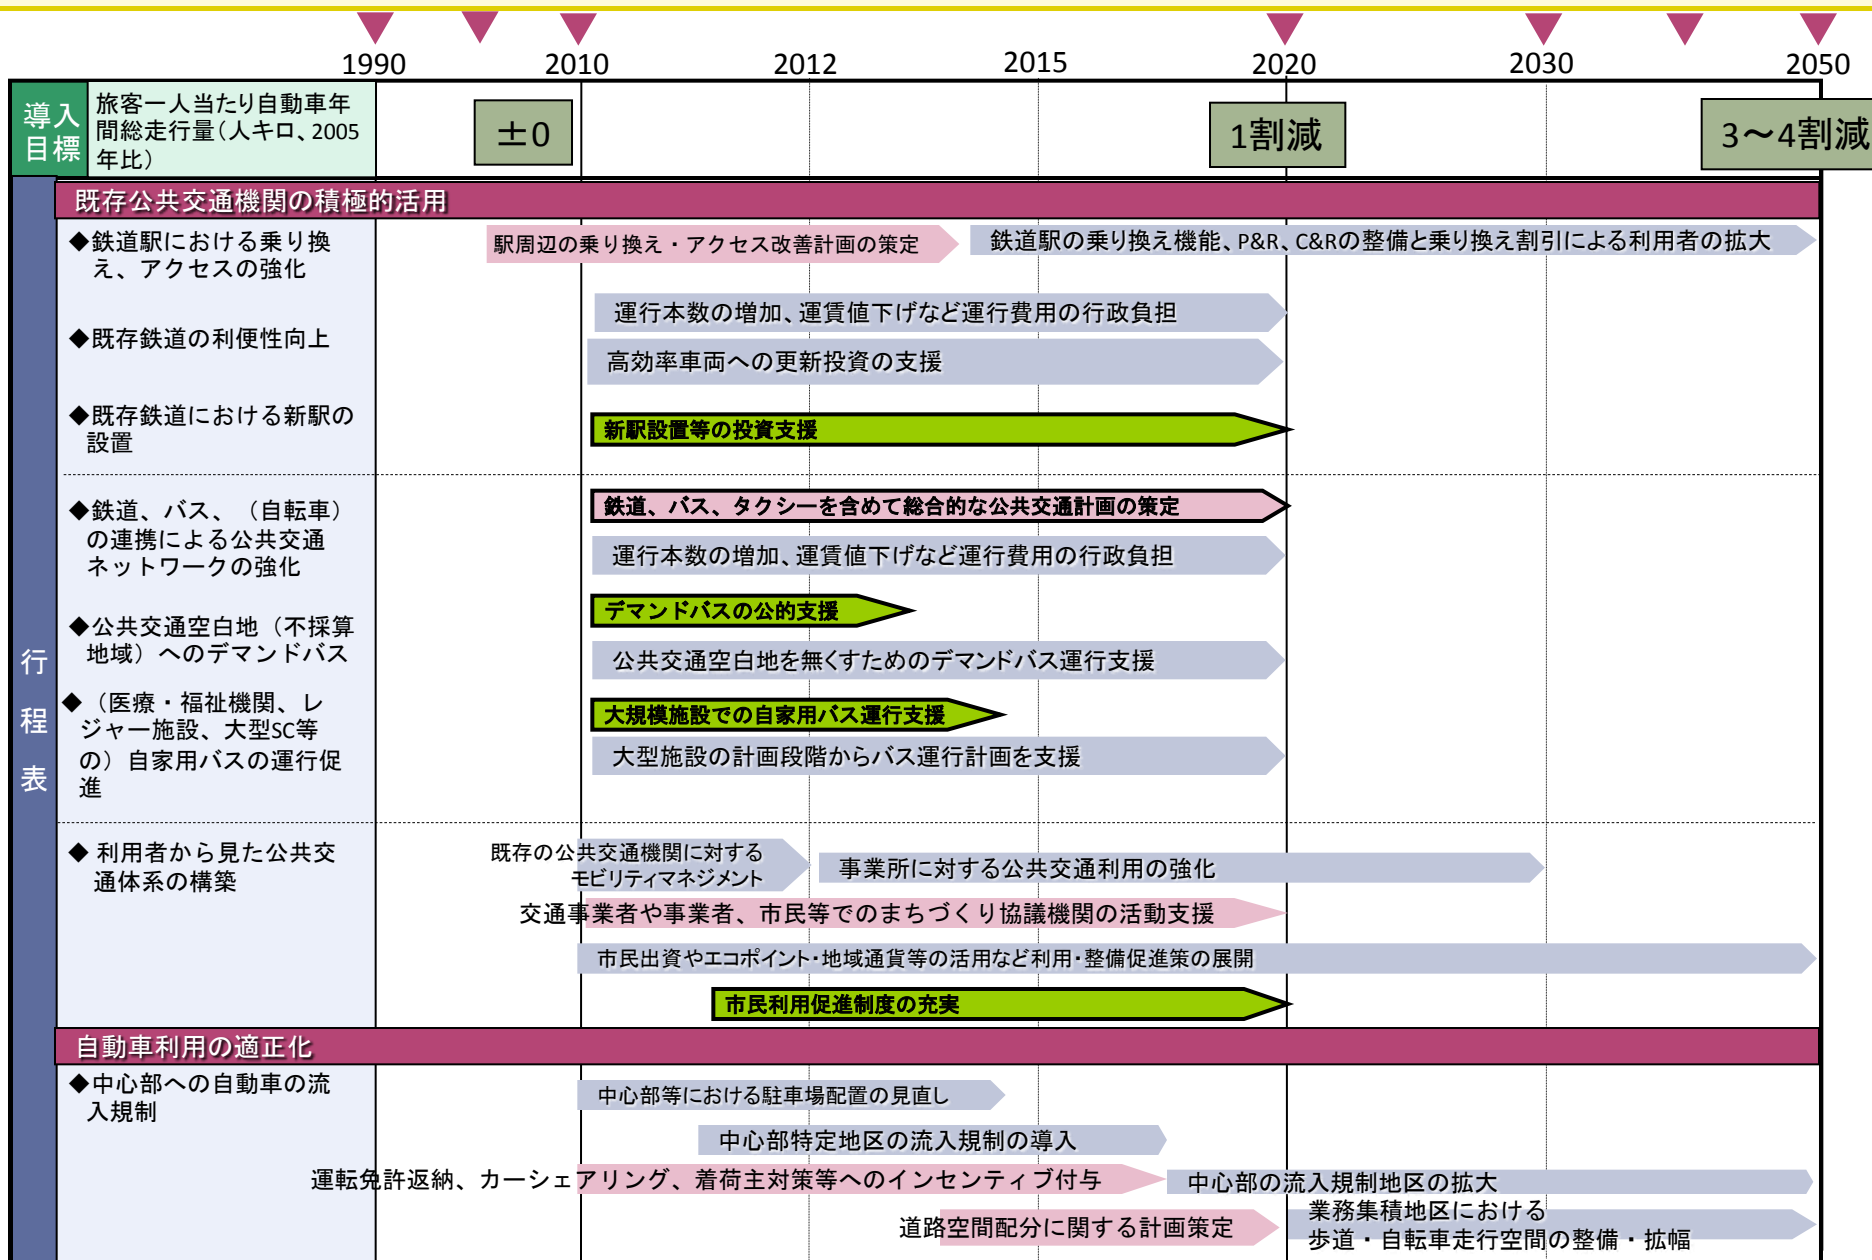 1990 2010 2012 2015 2020 2030 2050
導入
目標
旅客一人当たり自動車年
間総走行量（人キロ、2005
年比）
±0
1割減
3～4割減
行程表
既存公共交通機関の積極的活用
◆鉄道駅における乗り換
え、アクセスの強化
駅周辺の乗り換え・アクセス改善計画の策定
鉄道駅の乗り換え機能、P&R、C&Rの整備と乗り換え割引による利用者の拡大
◆既存鉄道の利便性向上
運行本数の増加、運賃値下げなど運行費用の行政負担
高効率車両への更新投資の支援
◆既存鉄道における新駅の
設置
新駅設置等の投資支援
◆鉄道、バス、（自転車）
の連携による公共交通
ネットワークの強化
鉄道、バス、タクシーを含めて総合的な公共交通計画の策定
運行本数の増加、運賃値下げなど運行費用の行政負担
◆公共交通空白地（不採算
地域）へのデマンドバス
デマンドバスの公的支援
公共交通空白地を無くすためのデマンドバス運行支援
◆（医療・福祉機関、レ
ジャー施設、大型SC等
の）自家用バスの運行促
進
大規模施設での自家用バス運行支援
大型施設の計画段階からバス運行計画を支援
◆ 利用者から見た公共交
通体系の構築
既存の公共交通機関に対する
モビリティマネジメント
事業所に対する公共交通利用の強化
交通事業者や事業者、市民等でのまちづくり協議機関の活動支援
市民出資やエコポイント・地域通貨等の活用など利用・整備促進策の展開
市民利用促進制度の充実
自動車利用の適正化
◆中心部への自動車の流
入規制
中心部等における駐車場配置の見直し
中心部特定地区の流入規制の導入
運転免許返納、カーシェアリング、着荷主対策等へのインセンティブ付与
中心部の流入規制地区の拡大
道路空間配分に関する計画策定
業務集積地区における
歩道・自転車走行空間の整備・拡幅